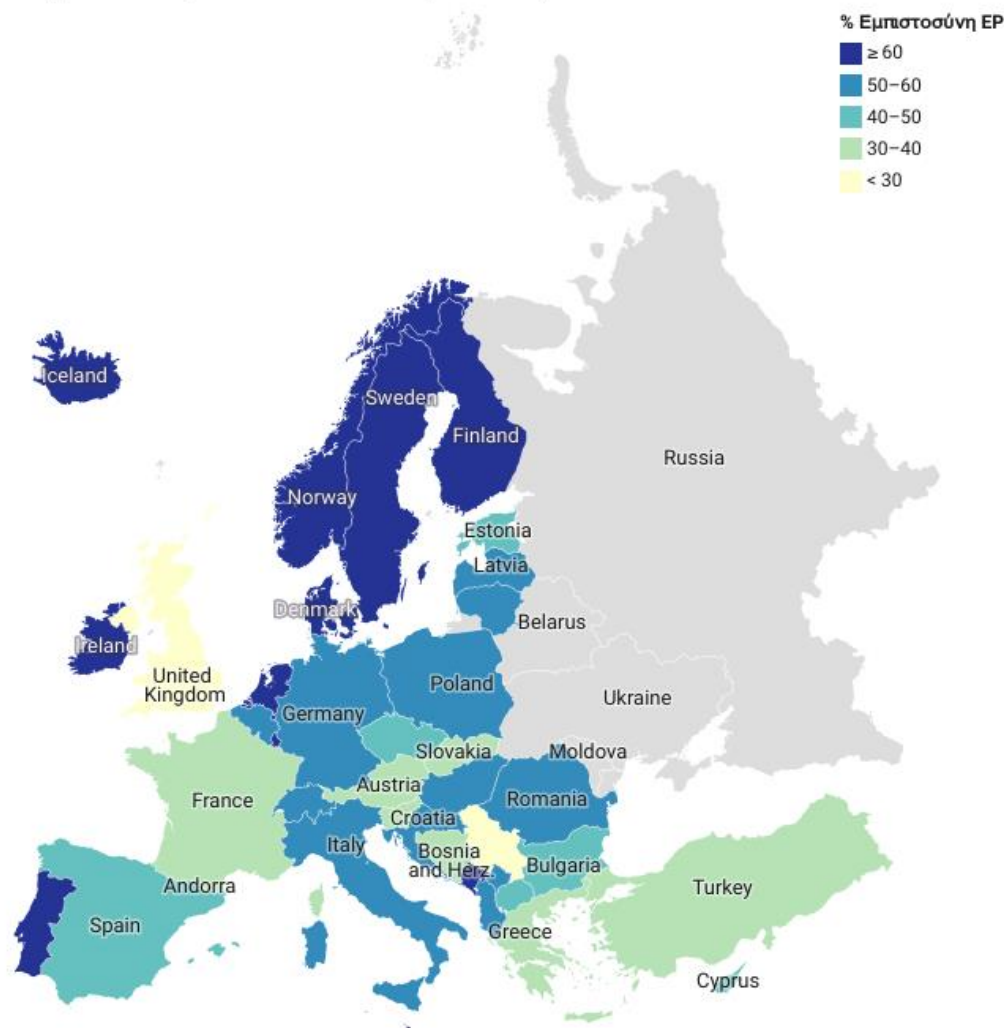 % Εμπιστοσύνη EP
≥ 60
50–60
40–50
30–40
< 30
Iceland
Sweden
Finland
Norway
Russia
Estonia
Latvia
Denmark
Belarus
Ireland
United
Kingdom
Poland
Ukraine
Germany
Slovakia
Moldova
Austria
France
Romania
Croatia
Italy
Bosnia
and Herz.
Bulgaria
Andorra
Turkey
Spain
Greece
Cyprus